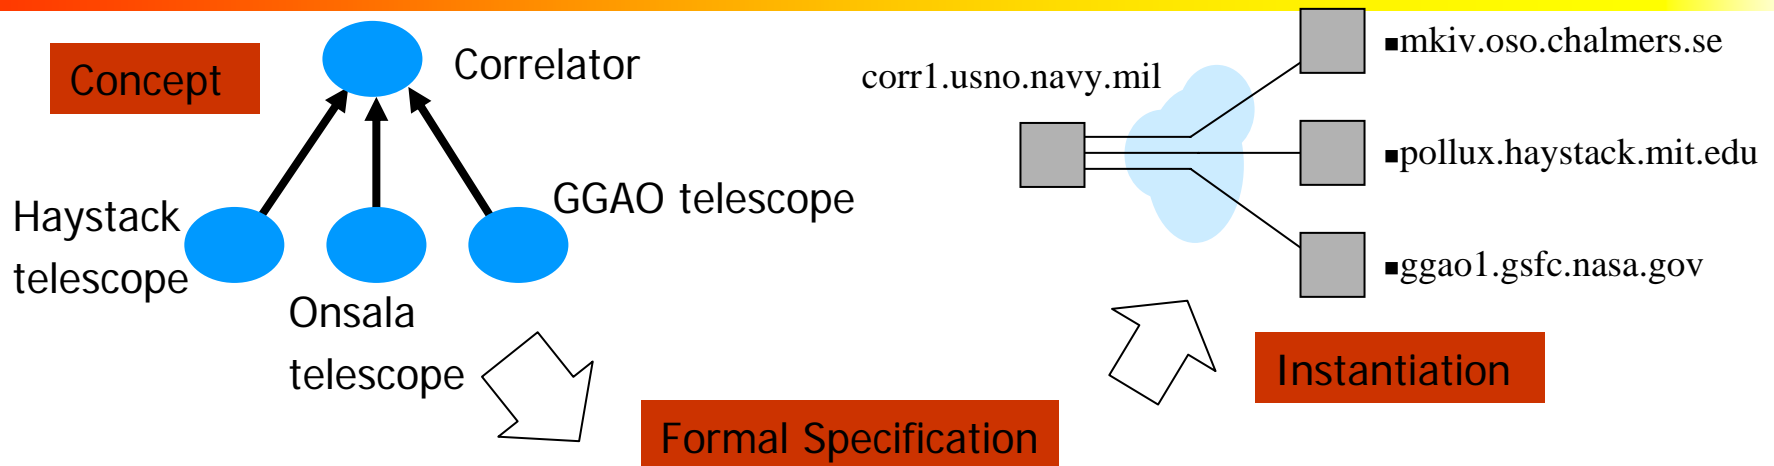 Concept
Correlator
Haystack
telescope
Onsala
telescope
GGAO telescope
Formal Specification
corr1.usno.navy.mil
▪mkiv.oso.chalmers.se
▪pollux.haystack.mit.edu
▪ggao1.gsfc.nasa.gov
Instantiation